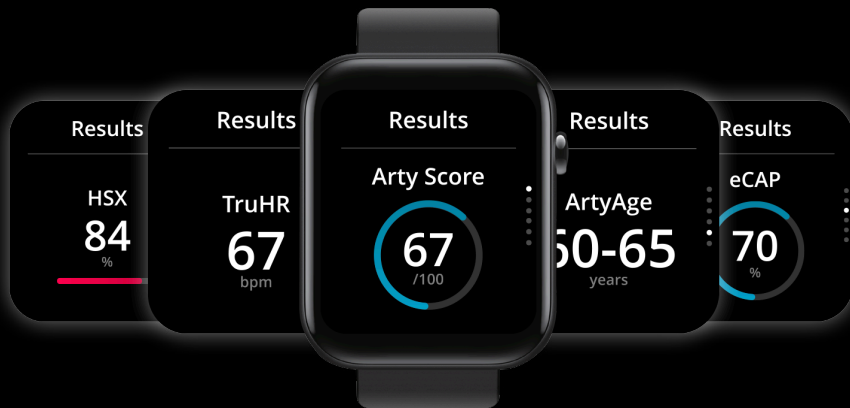 Results
HSX
84
%
Results
TruHR
67
bpm
Results
Arty Score
67
/100
Results
ArtyAge
60-65
years
Results
eCAP
70
%